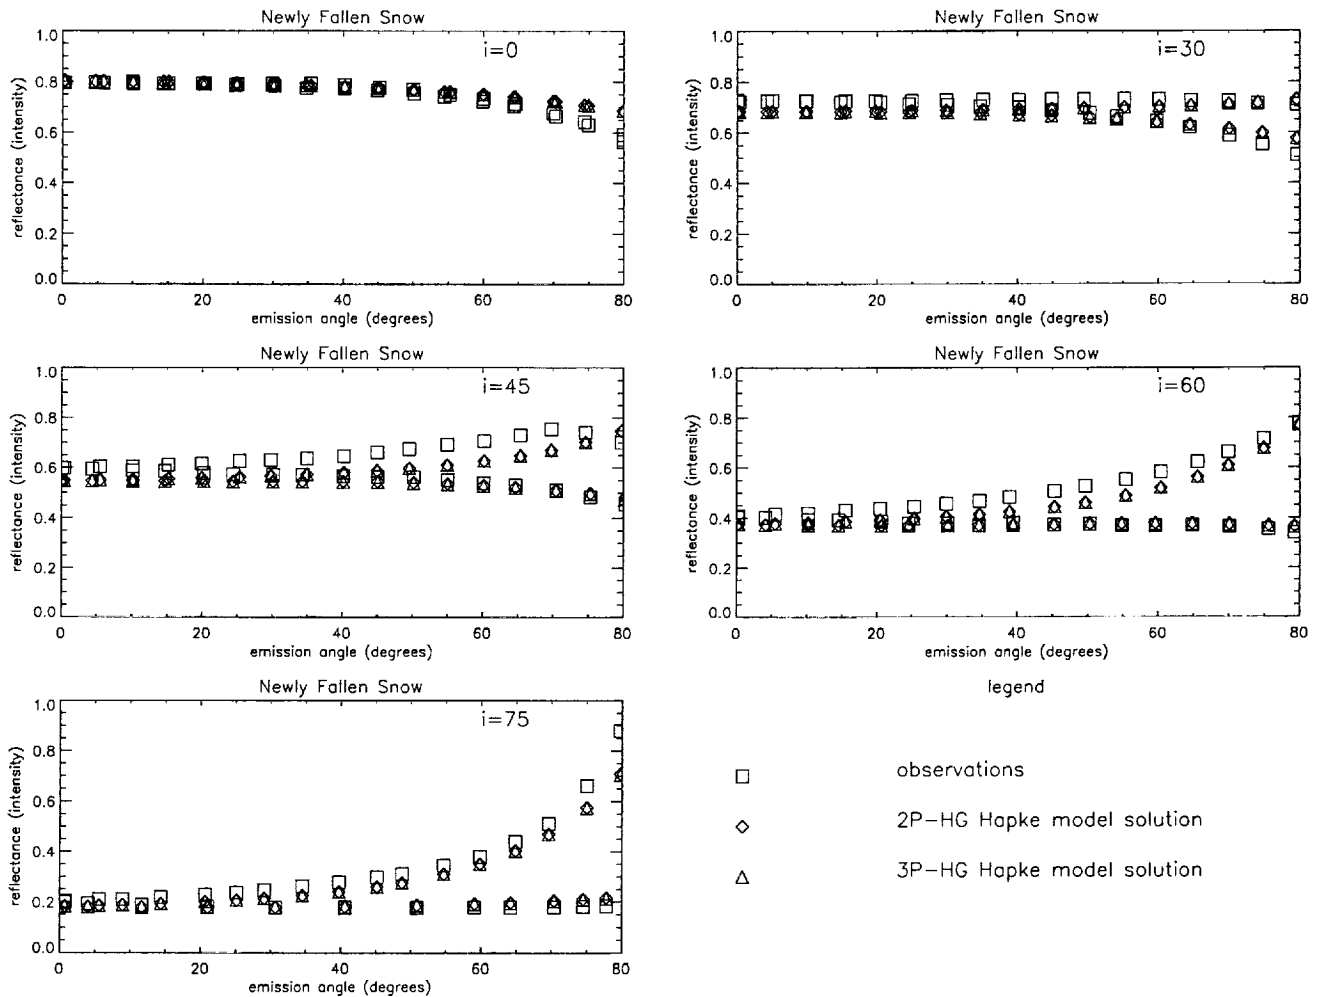 Newly Fallen Snow
i=0
reflectance (intensity)
1.0
0.8
0.6
0.4
0.2
0.0
0 20 40 60 80
emission angle (degrees)
Newly Fallen Snow
i=30
reflectance (intensity)
1.0
0.8
0.6
0.4
0.2
0.0
0 20 40 60 80
emission angle (degrees)
Newly Fallen Snow
i=45
reflectance (intensity)
1.0
0.8
0.6
0.4
0.2
0.0
0 20 40 60 80
emission angle (degrees)
Newly Fallen Snow
i=60
reflectance (intensity)
1.0
0.8
0.6
0.4
0.2
0.0
0 20 40 60 80
emission angle (degrees)
Newly Fallen Snow
i=75
reflectance (intensity)
1.0
0.8
0.6
0.4
0.2
0.0
0 20 40 60 80
emission angle (degrees)
legend
observations
2P-HG Hapke model solution
3P-HG Hapke model solution